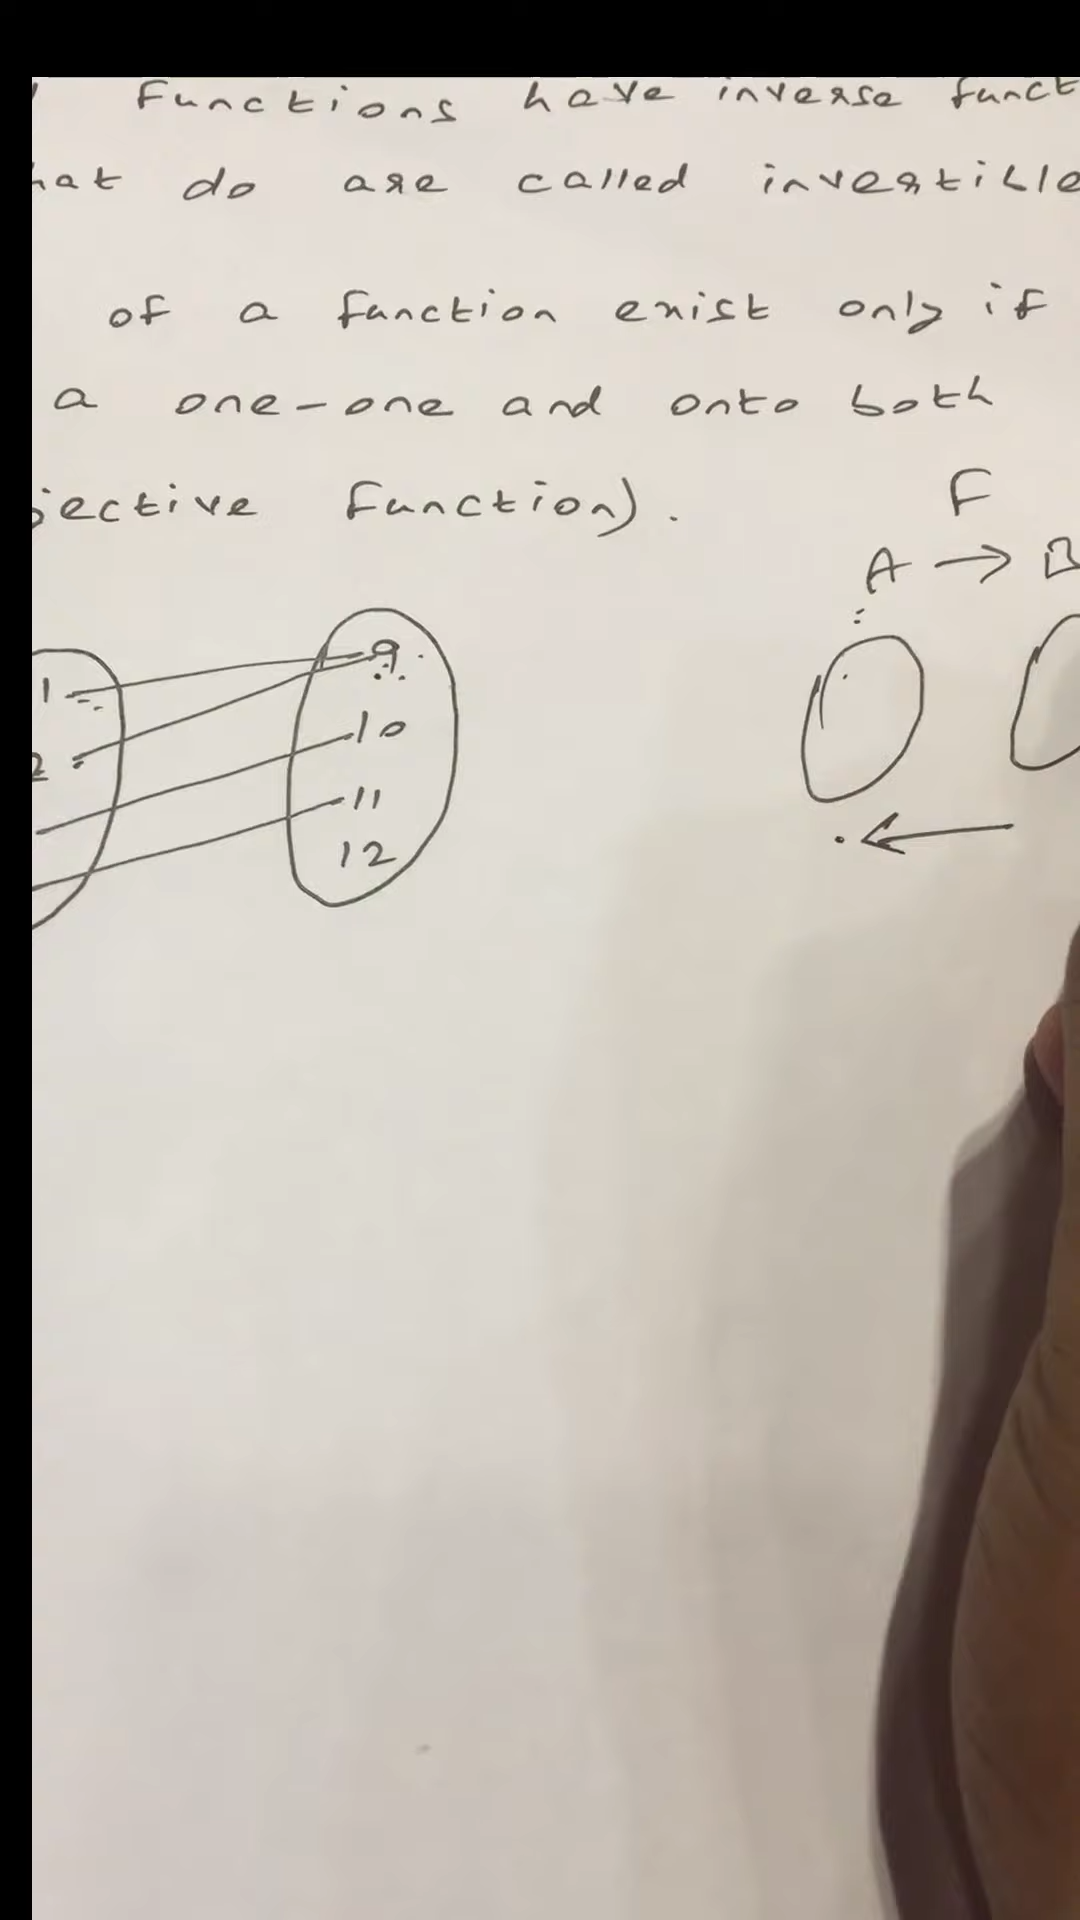 Functions have inverse funct
hat do are called invertible
of a function exist only if
a one-one and onto both
jective function).
F
A → B
1
9
2
10
11
12